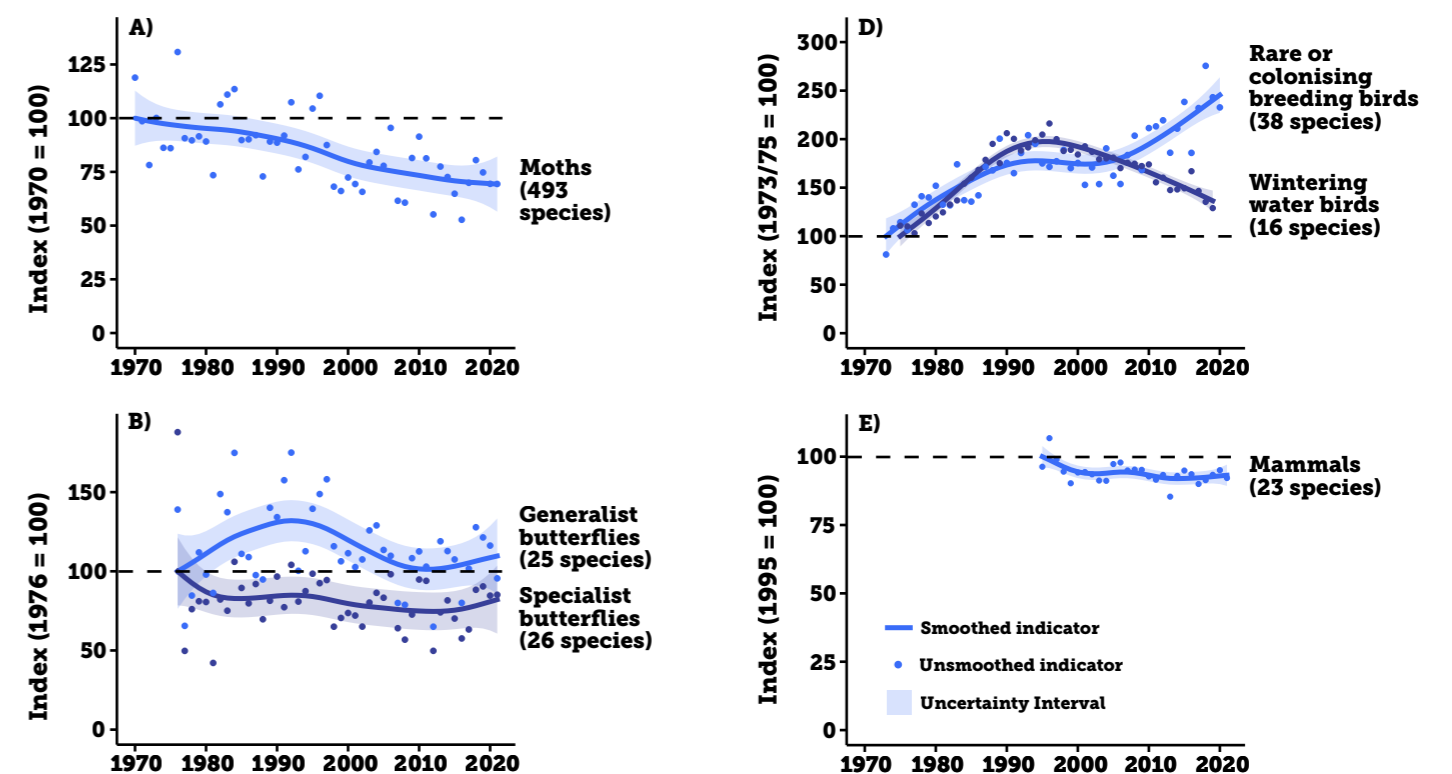 A)
Index (1970 = 100)
125
100
75
50
25
0
1970 1980 1990 2000 2010 2020
Moths
(493
species)
D)
Index (1973/75 = 100)
300
250
200
150
100
50
0
1970 1980 1990 2000 2010 2020
Rare or
colonising
breeding birds
(38 species)
Wintering
water birds
(16 species)
B)
Index (1976 = 100)
150
100
50
0
1970 1980 1990 2000 2010 2020
Generalist
butterflies
(25 species)
Specialist
butterflies
(26 species)
E)
Index (1995 = 100)
100
75
50
25
0
1970 1980 1990 2000 2010 2020
Mammals
(23 species)
Smoothed indicator
Unsmoothed indicator
Uncertainty Interval